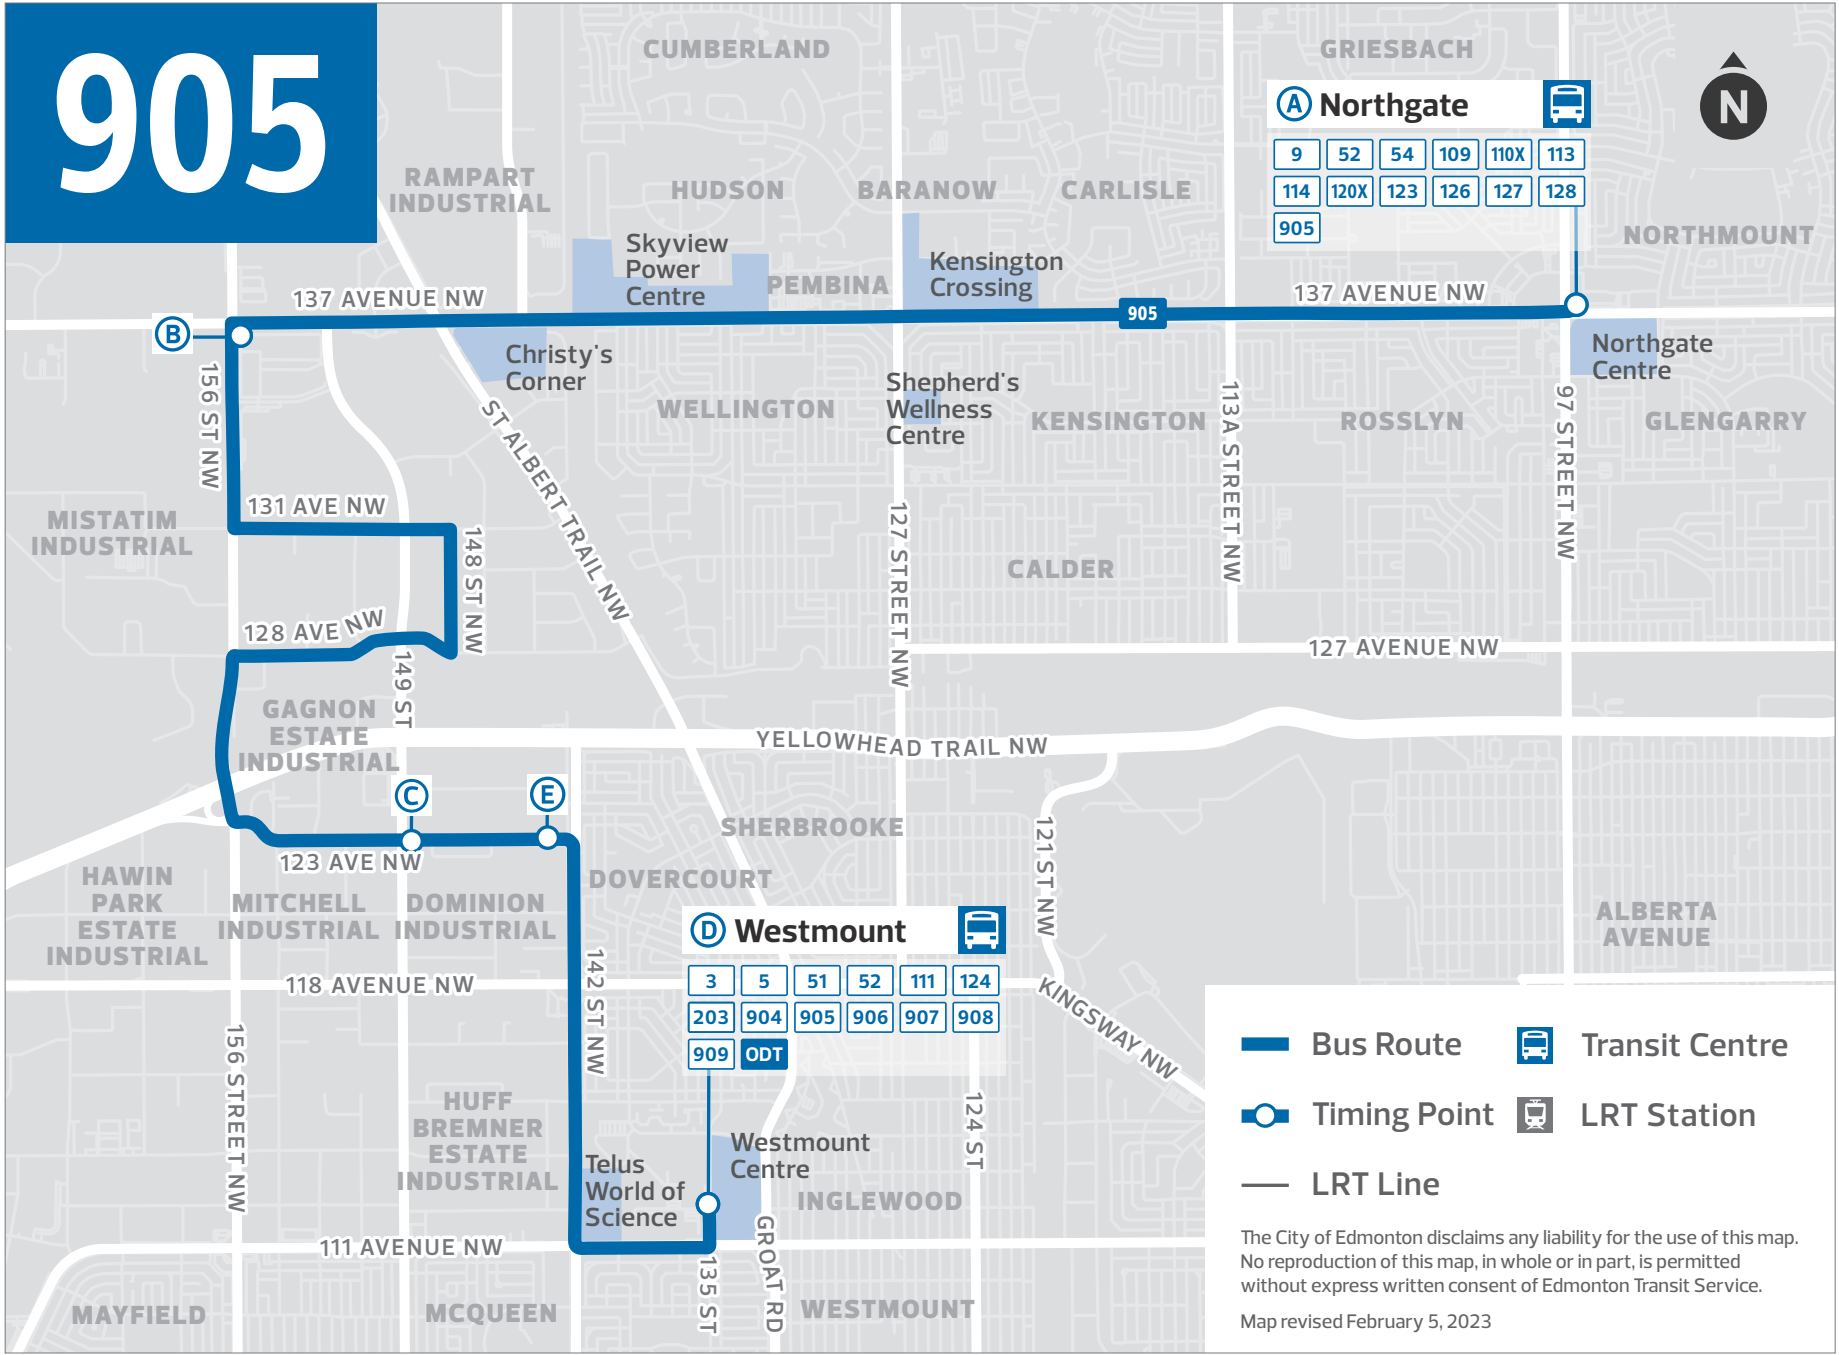 905
CUMBERLAND
GRIESBACH
A Northgate
N
9 52 54 109 110X 113
114 120X 123 126 127 128
905
RAMPART
INDUSTRIAL
HUDSON
BARANOW
CARLISLE
NORTHMOUNT
Skyview
Power
Centre
PEMBINA
Kensington
Crossing
137 AVENUE NW
137 AVENUE NW
905
B
Christy's
Corner
Northgate
Centre
156 ST NW
ST ALBERT TRAIL NW
WELLINGTON
Shepherd's
Wellness
Centre
KENSINGTON
113A STREET NW
ROSSLYN
97 STREET NW
GLENGARRY
MISTATIM
INDUSTRIAL
131 AVE NW
148 ST NW
127 STREET NW
CALDER
128 AVE NW
127 AVENUE NW
149 ST
GAGNON
ESTATE
INDUSTRIAL
YELLOWHEAD TRAIL NW
C
E
123 AVE NW
SHERBROOKE
121 ST NW
DOVERCOURT
HAWIN
PARK
ESTATE
INDUSTRIAL
MITCHELL
INDUSTRIAL
DOMINION
INDUSTRIAL
ALBERTA
AVENUE
D Westmount
3 5 51 52 111 124
203 904 905 906 907 908
909 ODT
118 AVENUE NW
142 ST NW
KINGSWAY NW
156 STREET NW
124 ST
HUFF
BREMNER
ESTATE
INDUSTRIAL
Telus
World of
Science
Westmount
Centre
INGLEWOOD
111 AVENUE NW
135 ST
GROAT RD
MAYFIELD
MCQUEEN
WESTMOUNT
Bus Route
Transit Centre
Timing Point
LRT Station
LRT Line
The City of Edmonton disclaims any liability for the use of this map.
No reproduction of this map, in whole or in part, is permitted
without express written consent of Edmonton Transit Service.
Map revised February 5, 2023